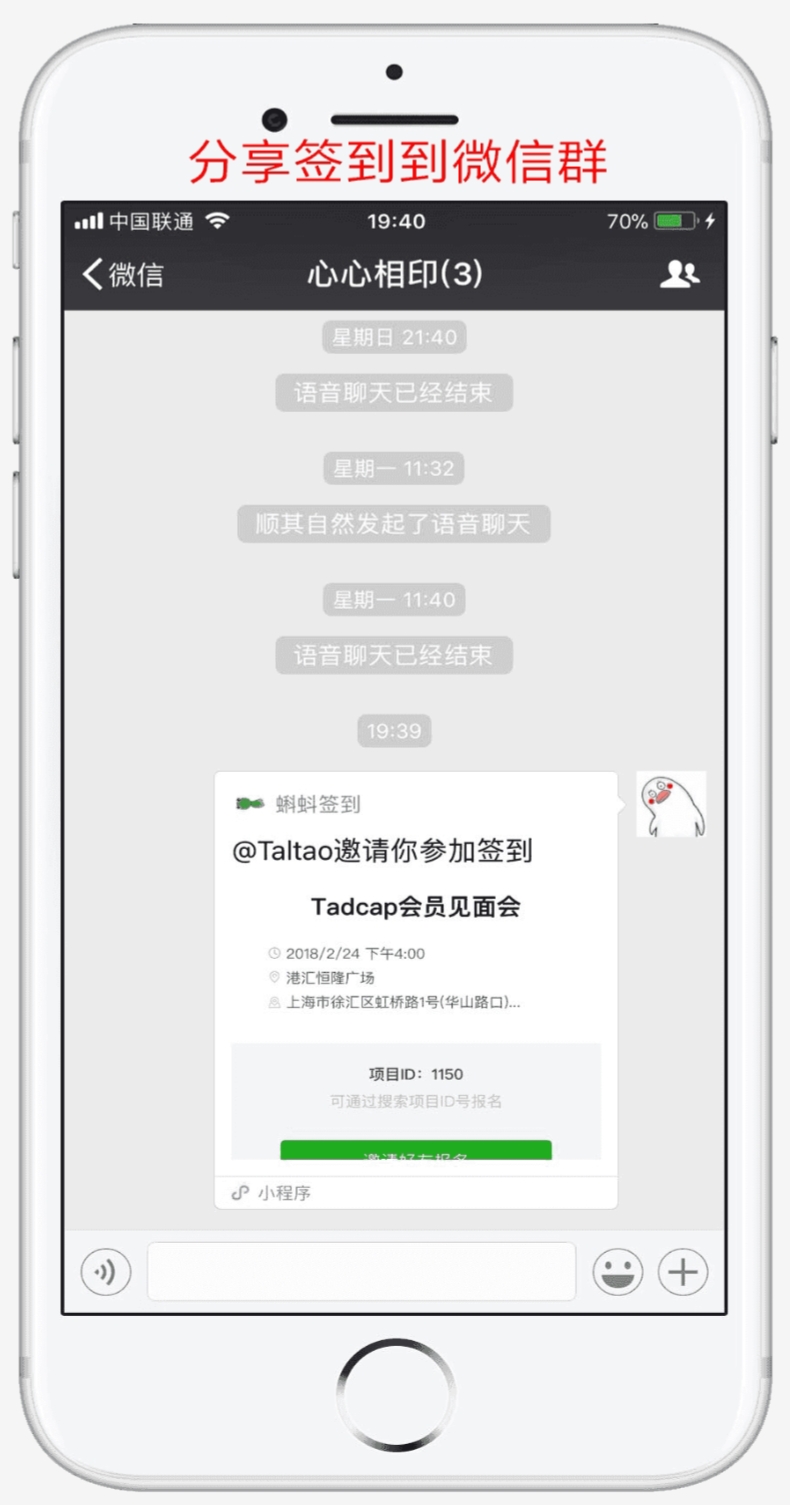 分享签到到微信群
中国联通 19:40 70%
微信 心心相印(3)
星期日 21:40
语音聊天已经结束
星期一 11:32
顺其自然发起了语音聊天
星期一 11:40
语音聊天已经结束
19:39
蝌蚪签到
@Taltao邀请你参加签到
Tadcap会员见面会
2018/2/24 下午4:00
港汇恒隆广场
上海市徐汇区虹桥路1号(华山路口)...
项目ID：1150
可通过搜索项目ID号报名
邀请好友报名
小程序